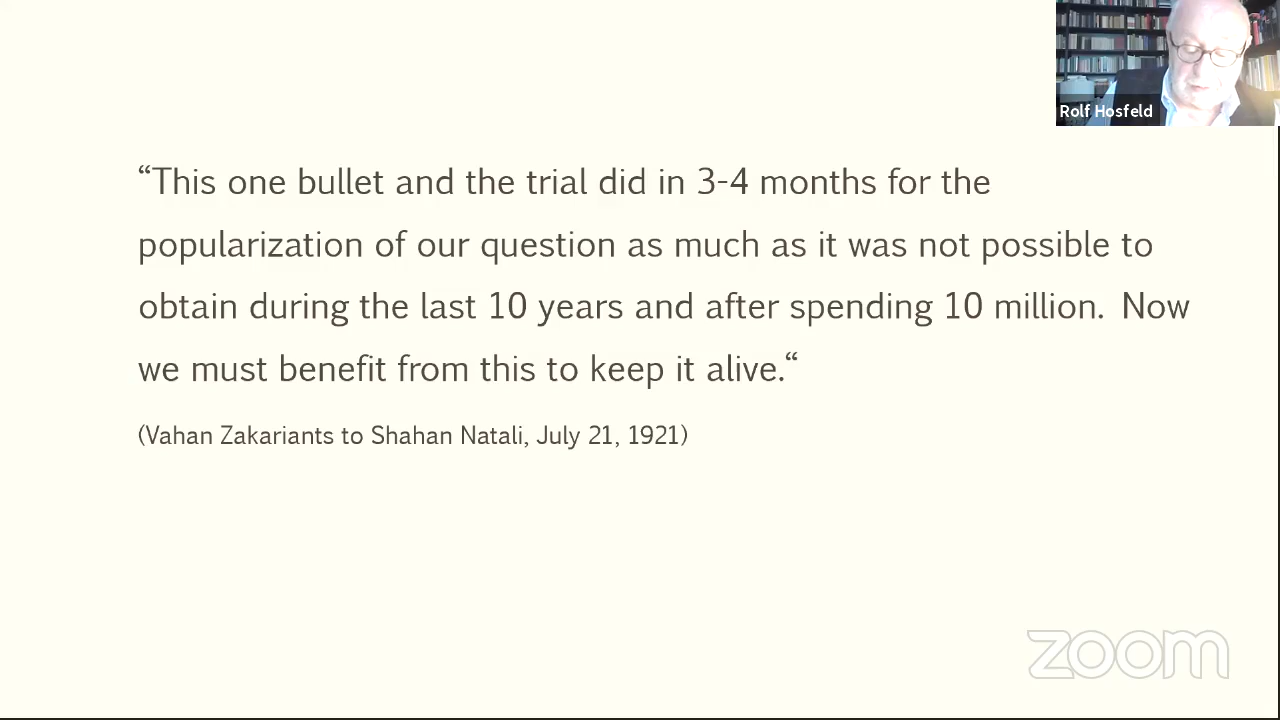 Rolf Hosfeld
“This one bullet and the trial did in 3-4 months for the
popularization of our question as much as it was not possible to
obtain during the last 10 years and after spending 10 million. Now
we must benefit from this to keep it alive.“
(Vahan Zakariants to Shahan Natali, July 21, 1921)
zoom